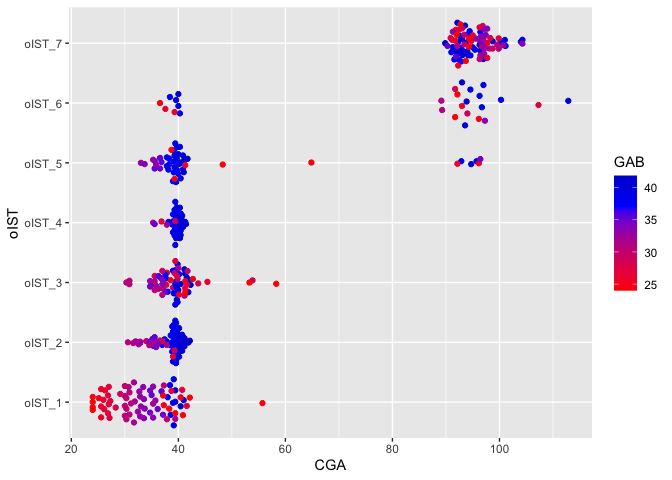 oIST_7
oIST_6
oIST_5
oIST_4
oIST_3
oIST_2
oIST_1
oIST
20 40 60 80 100
CGA
GAB
40
35
30
25